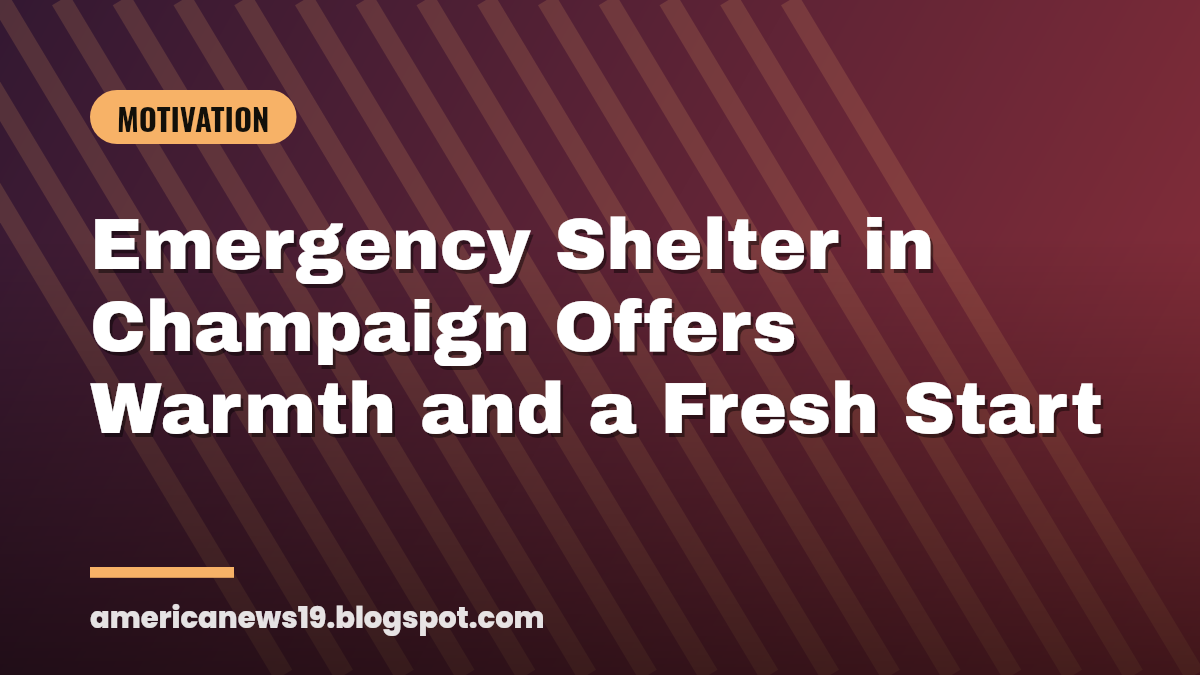 MOTIVATION
Emergency Shelter in
Champaign Offers
Warmth and a Fresh Start
americanews19.blogspot.com